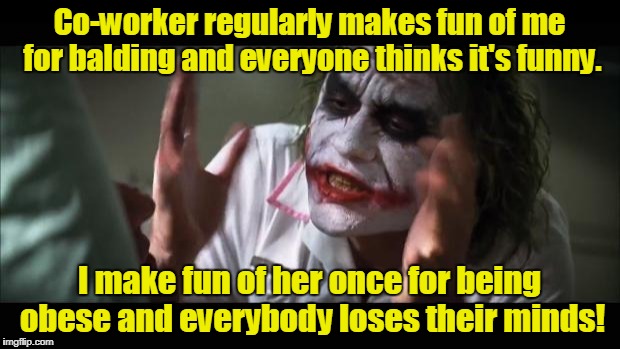 Co-worker regularly makes fun of me
for balding and everyone thinks it's funny.
I make fun of her once for being
obese and everybody loses their minds!
imgflip.com